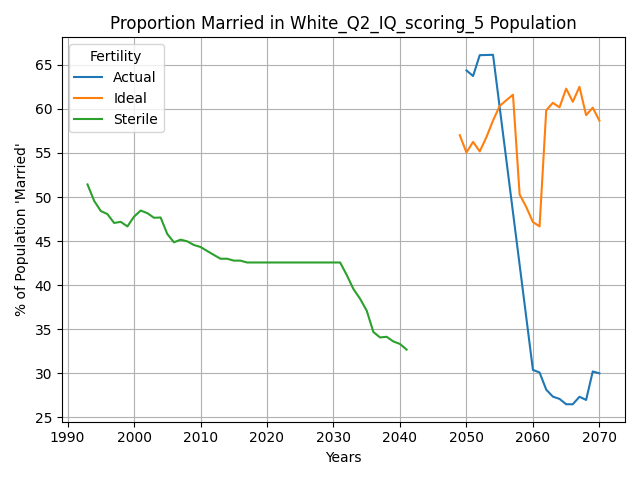 Proportion Married in White_Q2_IQ_scoring_5 Population
% of Population 'Married'
65
60
55
50
45
40
35
30
25
Fertility
Actual
Ideal
Sterile
1990 2000 2010 2020 2030 2040 2050 2060 2070
Years